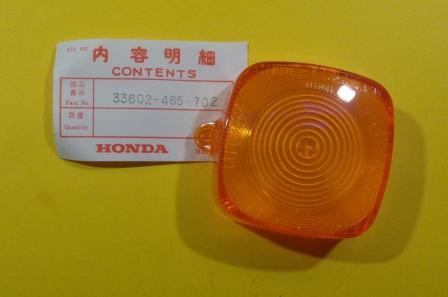 内容明細
CONTENTS
部品番号
Part No.
33602-465-702
数量
Quantity
HONDA